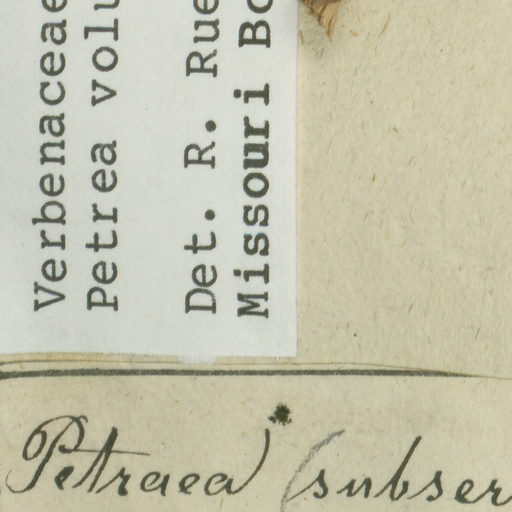 Verbenaceae
Petrea volu
Det. R. Rue
Missouri Bo
Petraea (subser